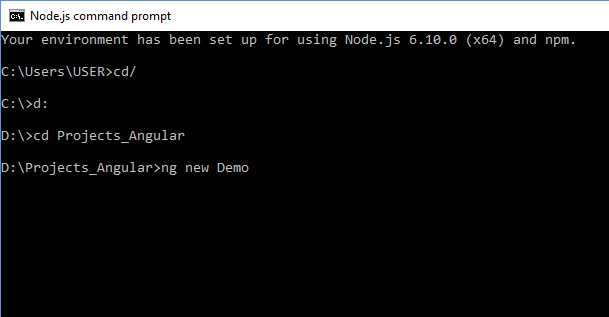 C:\.
Node.js command prompt
Your environment has been set up for using Node.js 6.10.0 (x64) and npm.
C:\Users\USER>cd/
C:\>d:
D:\>cd Projects_Angular
D:\Projects_Angular>ng new Demo